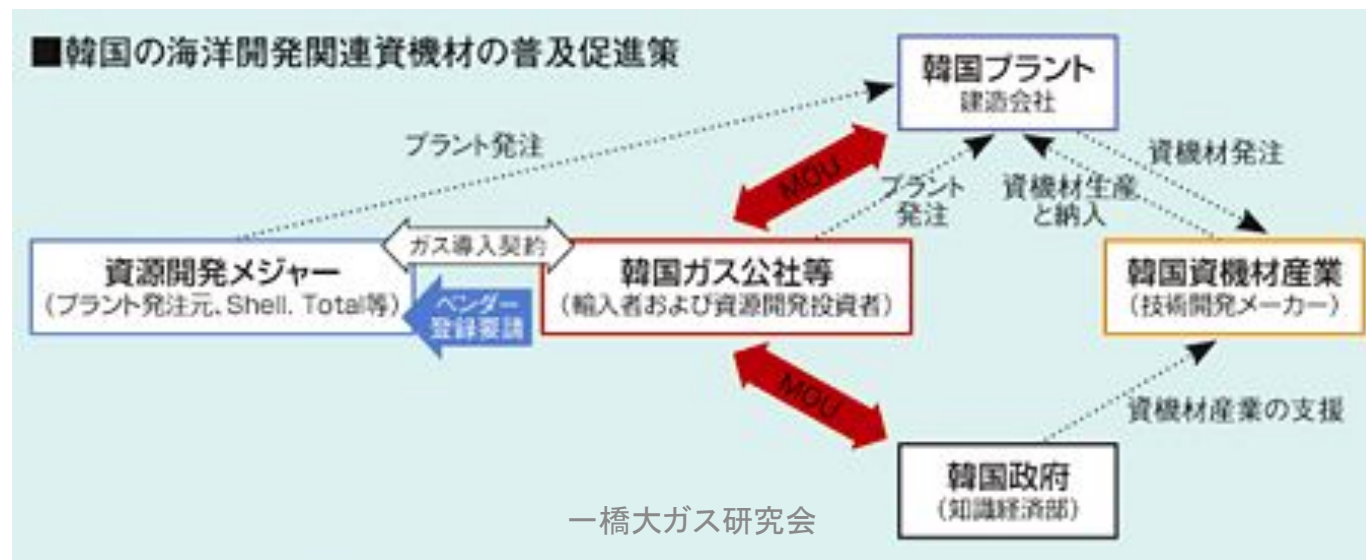 ■韓国の海洋開発関連資機材の普及促進策
韓国プラント
建造会社
プラント発注
MOU
プラント
発注
資機材生産
と納入
資機材発注
資源開発メジャー
（プラント発注元、Shell. Total等）
ガス導入契約
ベンダー
登録要請
韓国ガス公社等
（輸入者および資源開発投資者）
韓国資機材産業
（技術開発メーカー）
MOU
資機材産業の支援
韓国政府
（知識経済部）
一橋大ガス研究会